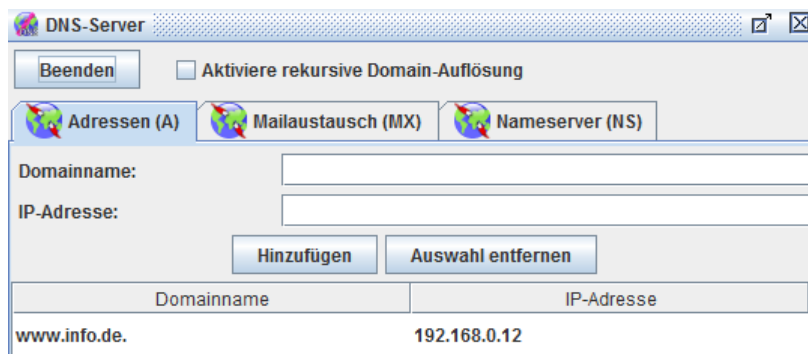 DNS-Server
Beenden Aktiviere rekursive Domain-Auflösung
Adressen (A) Mailaustausch (MX) Nameserver (NS)
Domainname:
IP-Adresse:
Hinzufügen Auswahl entfernen
Domainname IP-Adresse
www.info.de. 192.168.0.12